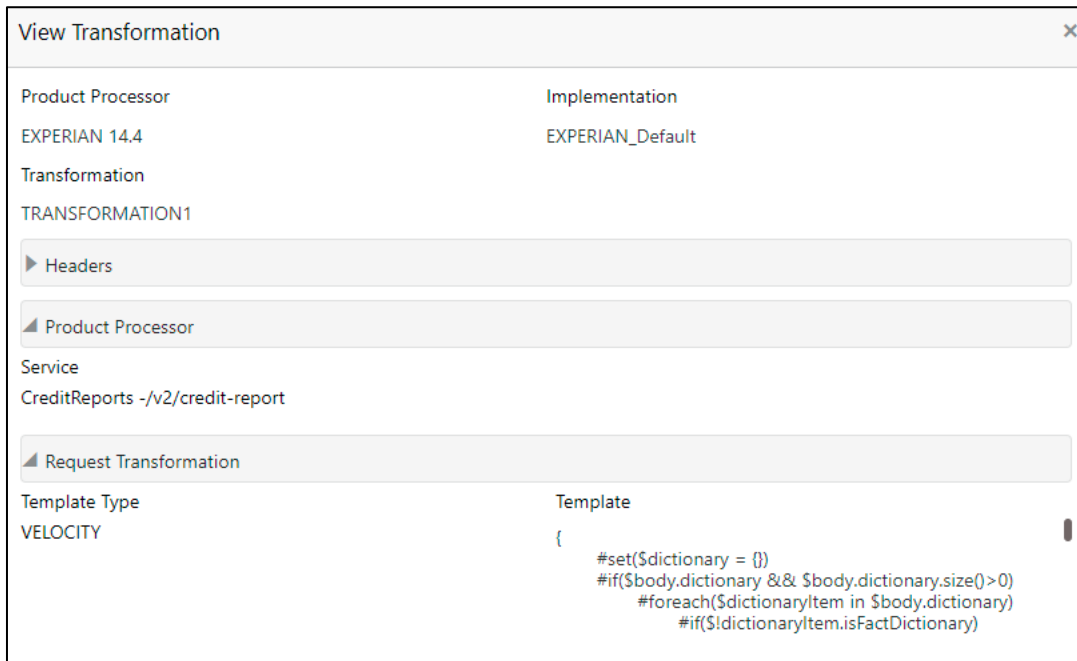 View Transformation
Product Processor
Implementation
EXPERIAN 14.4
EXPERIAN_Default
Transformation
TRANSFORMATION1
Headers
Product Processor
Service
CreditReports -/v2/credit-report
Request Transformation
Template Type
Template
VELOCITY
{
#set($dictionary = {})
#if($body.dictionary && $body.dictionary.size()>0)
#foreach($dictionaryItem in $body.dictionary)
#if($!dictionaryItem.isFactDictionary)